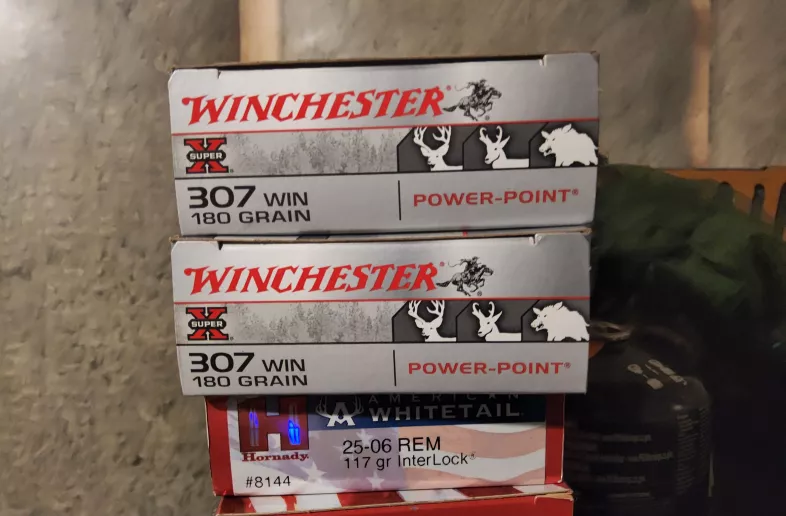 WINCHESTER®
X
SUPER
307 WIN
180 GRAIN
POWER-POINT®
WINCHESTER®
X
SUPER
307 WIN
180 GRAIN
POWER-POINT®
AMERICAN
WHITETAIL
H
Hornady
25-06 REM
117 gr InterLock®
#8144